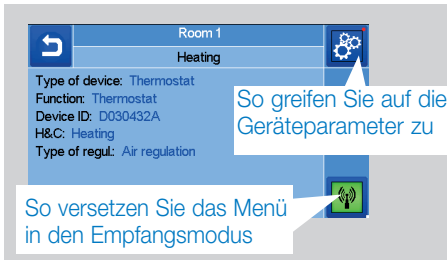 Room 1
Heating
Type of device: Thermostat
Function: Thermostat
Device ID: D030432A
H&C: Heating
Type of regul.: Air regulation
So greifen Sie auf die
Geräteparameter zu
So versetzen Sie das Menü
in den Empfangsmodus